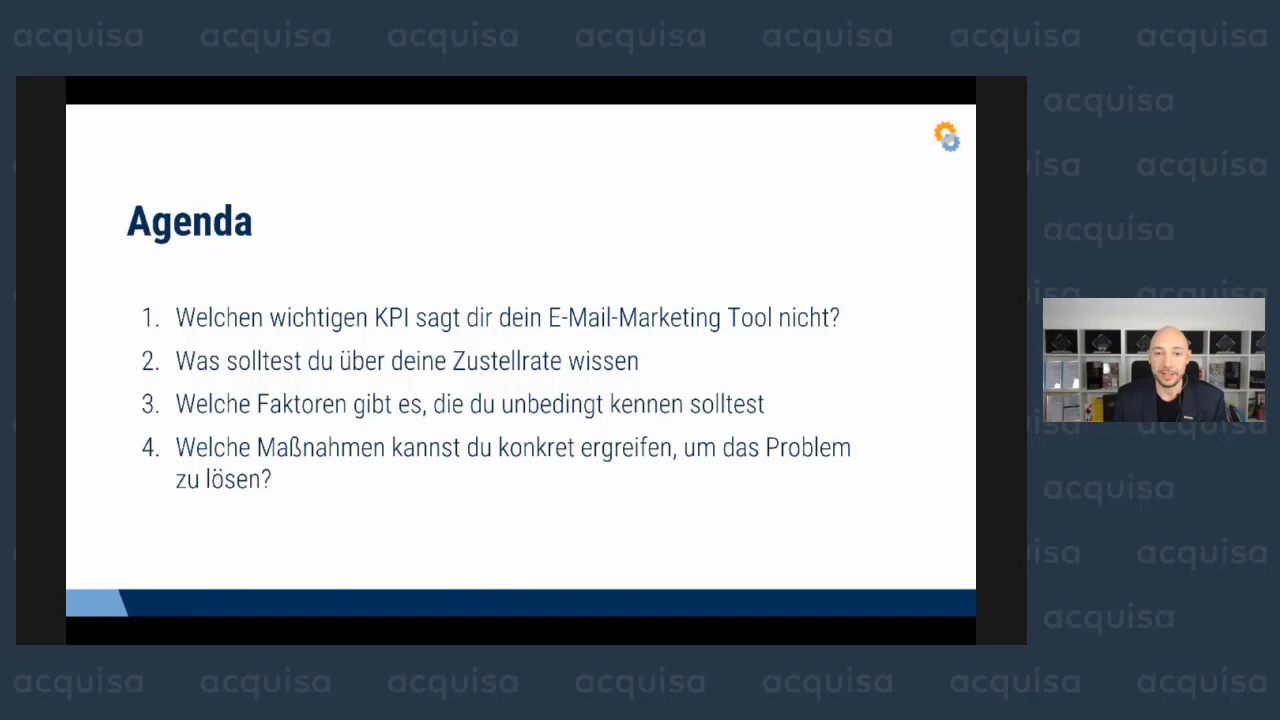 acquisa acquisa acquisa acquisa acquisa acquisa acquisa
acquisa
isa acquisa
acquisa
Agenda
1. Welchen wichtigen KPI sagt dir dein E-Mail-Marketing Tool nicht?
2. Was solltest du über deine Zustellrate wissen
3. Welche Faktoren gibt es, die du unbedingt kennen solltest
4. Welche Maßnahmen kannst du konkret ergreifen, um das Problem
zu lösen?
acquisa
isa acquisa
acquisa
acquisa acquisa acquisa acquisa acquisa acquisa acquisa